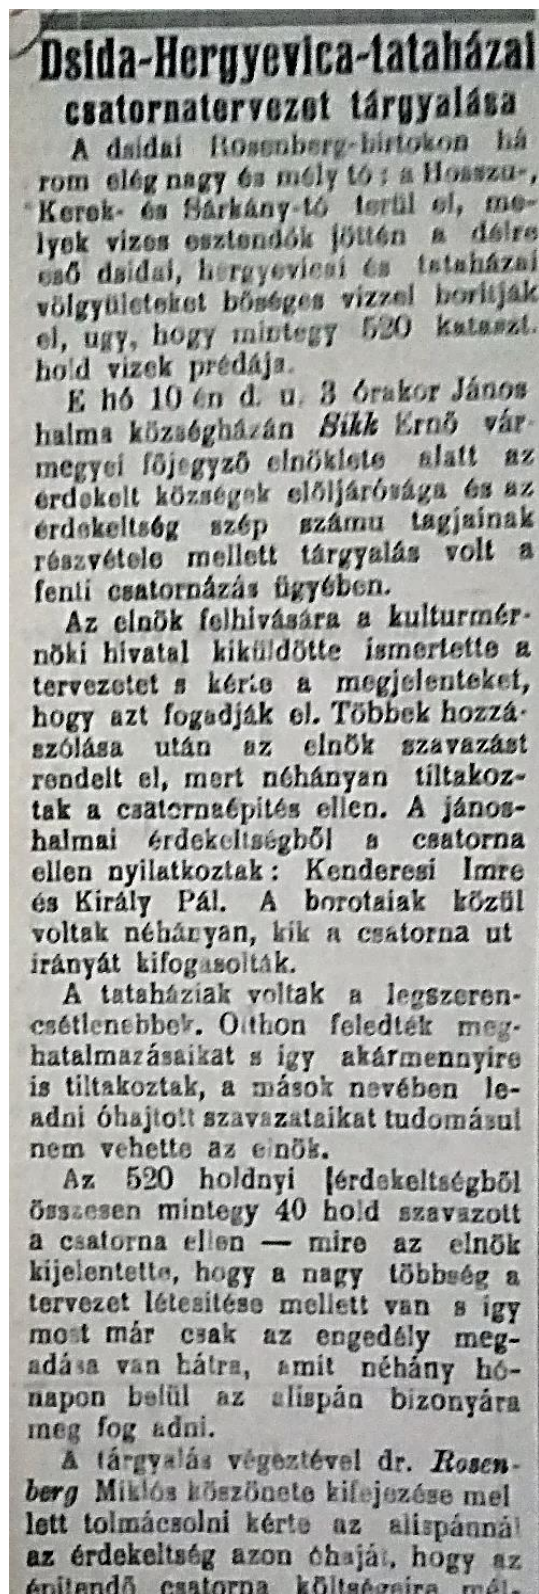 Dsida-Hergyevica-tataházai
csatornatervezet tárgyalása
A dsidai Rosenberg-birtokon há
rom elég nagy és mély tó: a Hosszu-,
Kerek- és Sárkány-tó terül el, me-
lyek vizes esztendők jöttén a délre
eső dsidai, hergyevicsi és tataházai
völgyületeket bőséges vizzel boritják
el, ugy, hogy mintegy 520 kataszt.
hold vizek prédája.
E hó 10 én d. u. 3 órakor János
halma községházán Sikk Ernő vár-
megyei főjegyző elnöklete alatt az
érdekelt községek elöljárósága és az
érdekeltség szép számu tagjainak
részvétele mellett tárgyalás volt a
fenti csatornázás ügyében.
Az elnök felhivására a kulturmér-
nöki hivatal kiküldötte ismertette a
tervezetet s kérte a megjelenteket,
hogy azt fogadják el. Többek hozzá-
szólása után az elnök szavazást
rendelt el, mert néhányan tiltakoz-
tak a csatornaépités ellen. A jános-
halmai érdekeltségből a csatorna
ellen nyilatkoztak: Kenderesi Imre
és Király Pál. A borotaiak közül
voltak néhányan, kik a csatorna ut
irányát kifogasolták.
A tataháziak voltak a legszeren-
csétlenebbek. Otthon feledték meg-
hatalmazásaikat s igy akármennyire
is tiltakoztak, a mások nevében le-
adni óhajtott szavazataikat tudomásul
nem vehette az elnök.
Az 520 holdnyi érdekeltségből
összesen mintegy 40 hold szavazott
a csatorna ellen — mire az elnök
kijelentette, hogy a nagy többség a
tervezet létesitése mellett van s igy
most már csak az engedély meg-
adása van hátra, amit néhány hó-
napon belül az alispán bizonyára
meg fog adni.
A tárgyalás végeztével dr. Rosen-
berg Miklós köszönete kifejezése mel
lett tolmácsolni kérte az alispánnál
az érdekeltség azon óhaját, hogy az
épitendő csatorna költségeire mél-